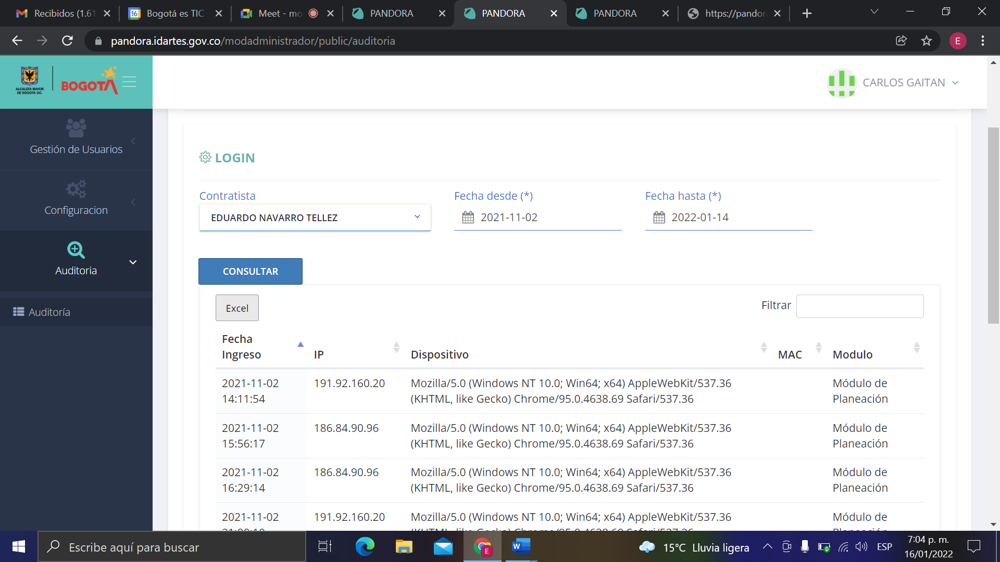 Recibidos (1.61
16 Bogotá es TIC
Meet - mo
PANDORA
PANDORA
PANDORA
https://pandor
pandora.idartes.gov.co/modadministrador/public/auditoria
E
ALCALDÍA MAYOR
DE BOGOTÁ D.C.
BOGOTÁ
CARLOS GAITAN
Gestión de Usuarios
Configuracion
Auditoria
Auditoría
LOGIN
Contratista
Fecha desde (*)
Fecha hasta (*)
EDUARDO NAVARRO TELLEZ
2021-11-02
2022-01-14
CONSULTAR
Excel
Filtrar
Fecha
Ingreso IP Dispositivo MAC Modulo
2021-11-02 191.92.160.20 Mozilla/5.0 (Windows NT 10.0; Win64; x64) AppleWebKit/537.36 Módulo de
14:11:54 (KHTML, like Gecko) Chrome/95.0.4638.69 Safari/537.36 Planeación
2021-11-02 186.84.90.96 Mozilla/5.0 (Windows NT 10.0; Win64; x64) AppleWebKit/537.36 Módulo de
15:56:17 (KHTML, like Gecko) Chrome/95.0.4638.69 Safari/537.36 Planeación
2021-11-02 186.84.90.96 Mozilla/5.0 (Windows NT 10.0; Win64; x64) AppleWebKit/537.36 Módulo de
16:29:14 (KHTML, like Gecko) Chrome/95.0.4638.69 Safari/537.36 Planeación
2021-11-02 191.92.160.20 Mozilla/5.0 (Windows NT 10.0; Win64; x64) AppleWebKit/537.36 Módulo de
Escribe aquí para buscar
E
W
15°C Lluvia ligera
ESP
7:04 p. m.
16/01/2022